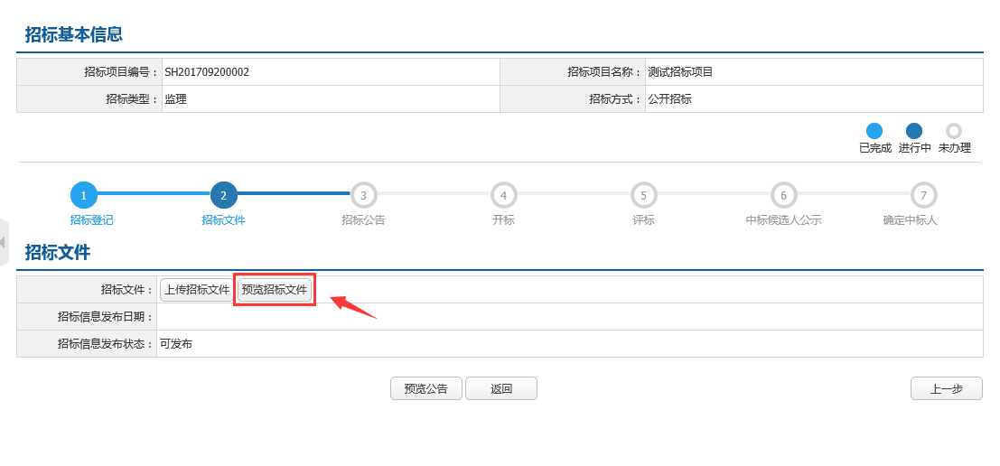 招标基本信息
招标项目编号： SH201709200002 招标项目名称： 测试招标项目
招标类型： 监理 招标方式： 公开招标
已完成 进行中 未办理
1 2 3 4 5 6 7
招标登记 招标文件 招标公告 开标 评标 中标候选人公示 确定中标人
招标文件
招标文件： 上传招标文件 预览招标文件
招标信息发布日期：
招标信息发布状态： 可发布
预览公告 返回 上一步